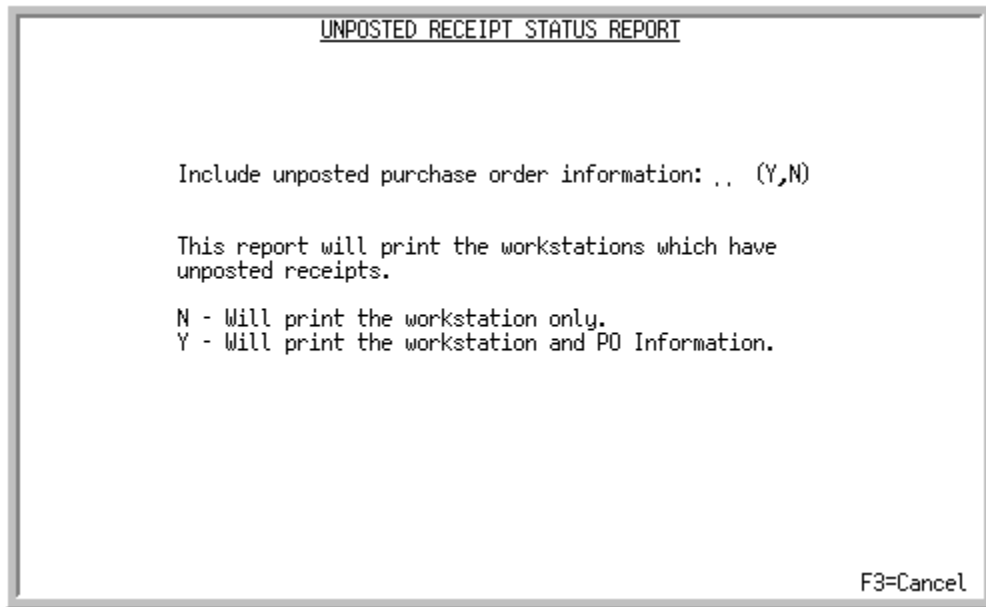 UNPOSTED RECEIPT STATUS REPORT
Include unposted purchase order information: .. (Y,N)
This report will print the workstations which have
unposted receipts.
N - Will print the workstation only.
Y - Will print the workstation and PO Information.
F3=Cancel